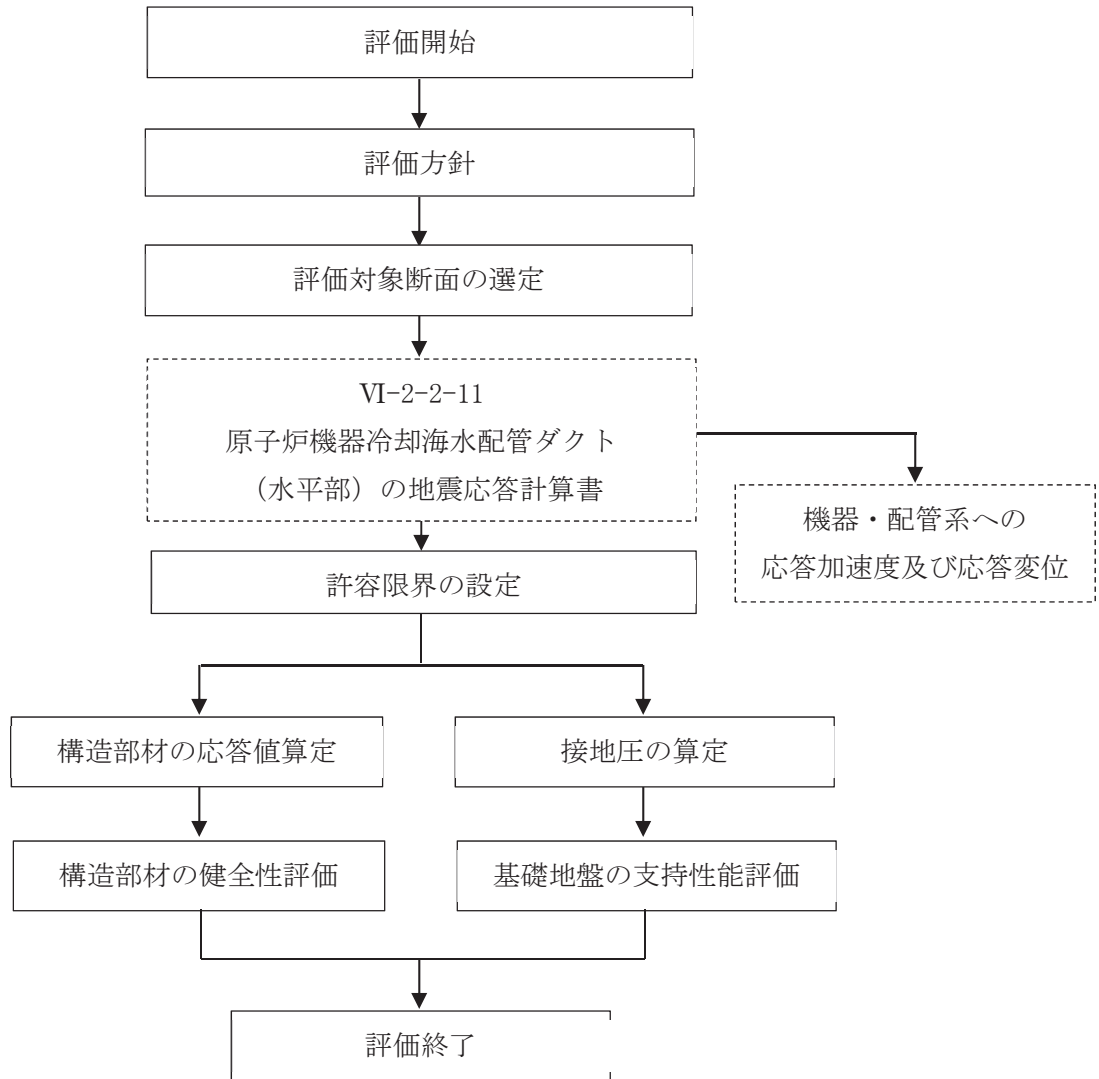 評価開始
評価方針
評価対象断面の選定
Ⅵ-2-2-11
原子炉機器冷却海水配管ダクト
（水平部）の地震応答計算書
機器・配管系への
応答加速度及び応答変位
許容限界の設定
構造部材の応答値算定
接地圧の算定
構造部材の健全性評価
基礎地盤の支持性能評価
評価終了